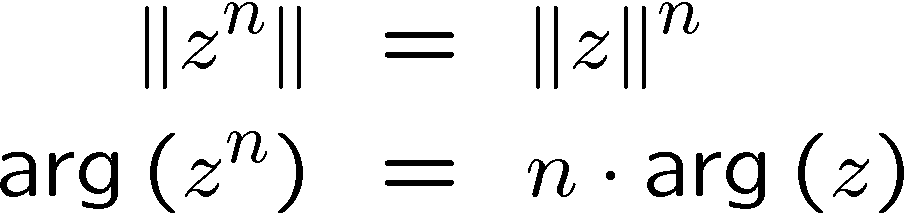 ‖zⁿ‖ = ‖z‖ⁿ
arg (zⁿ) = n · arg (z)